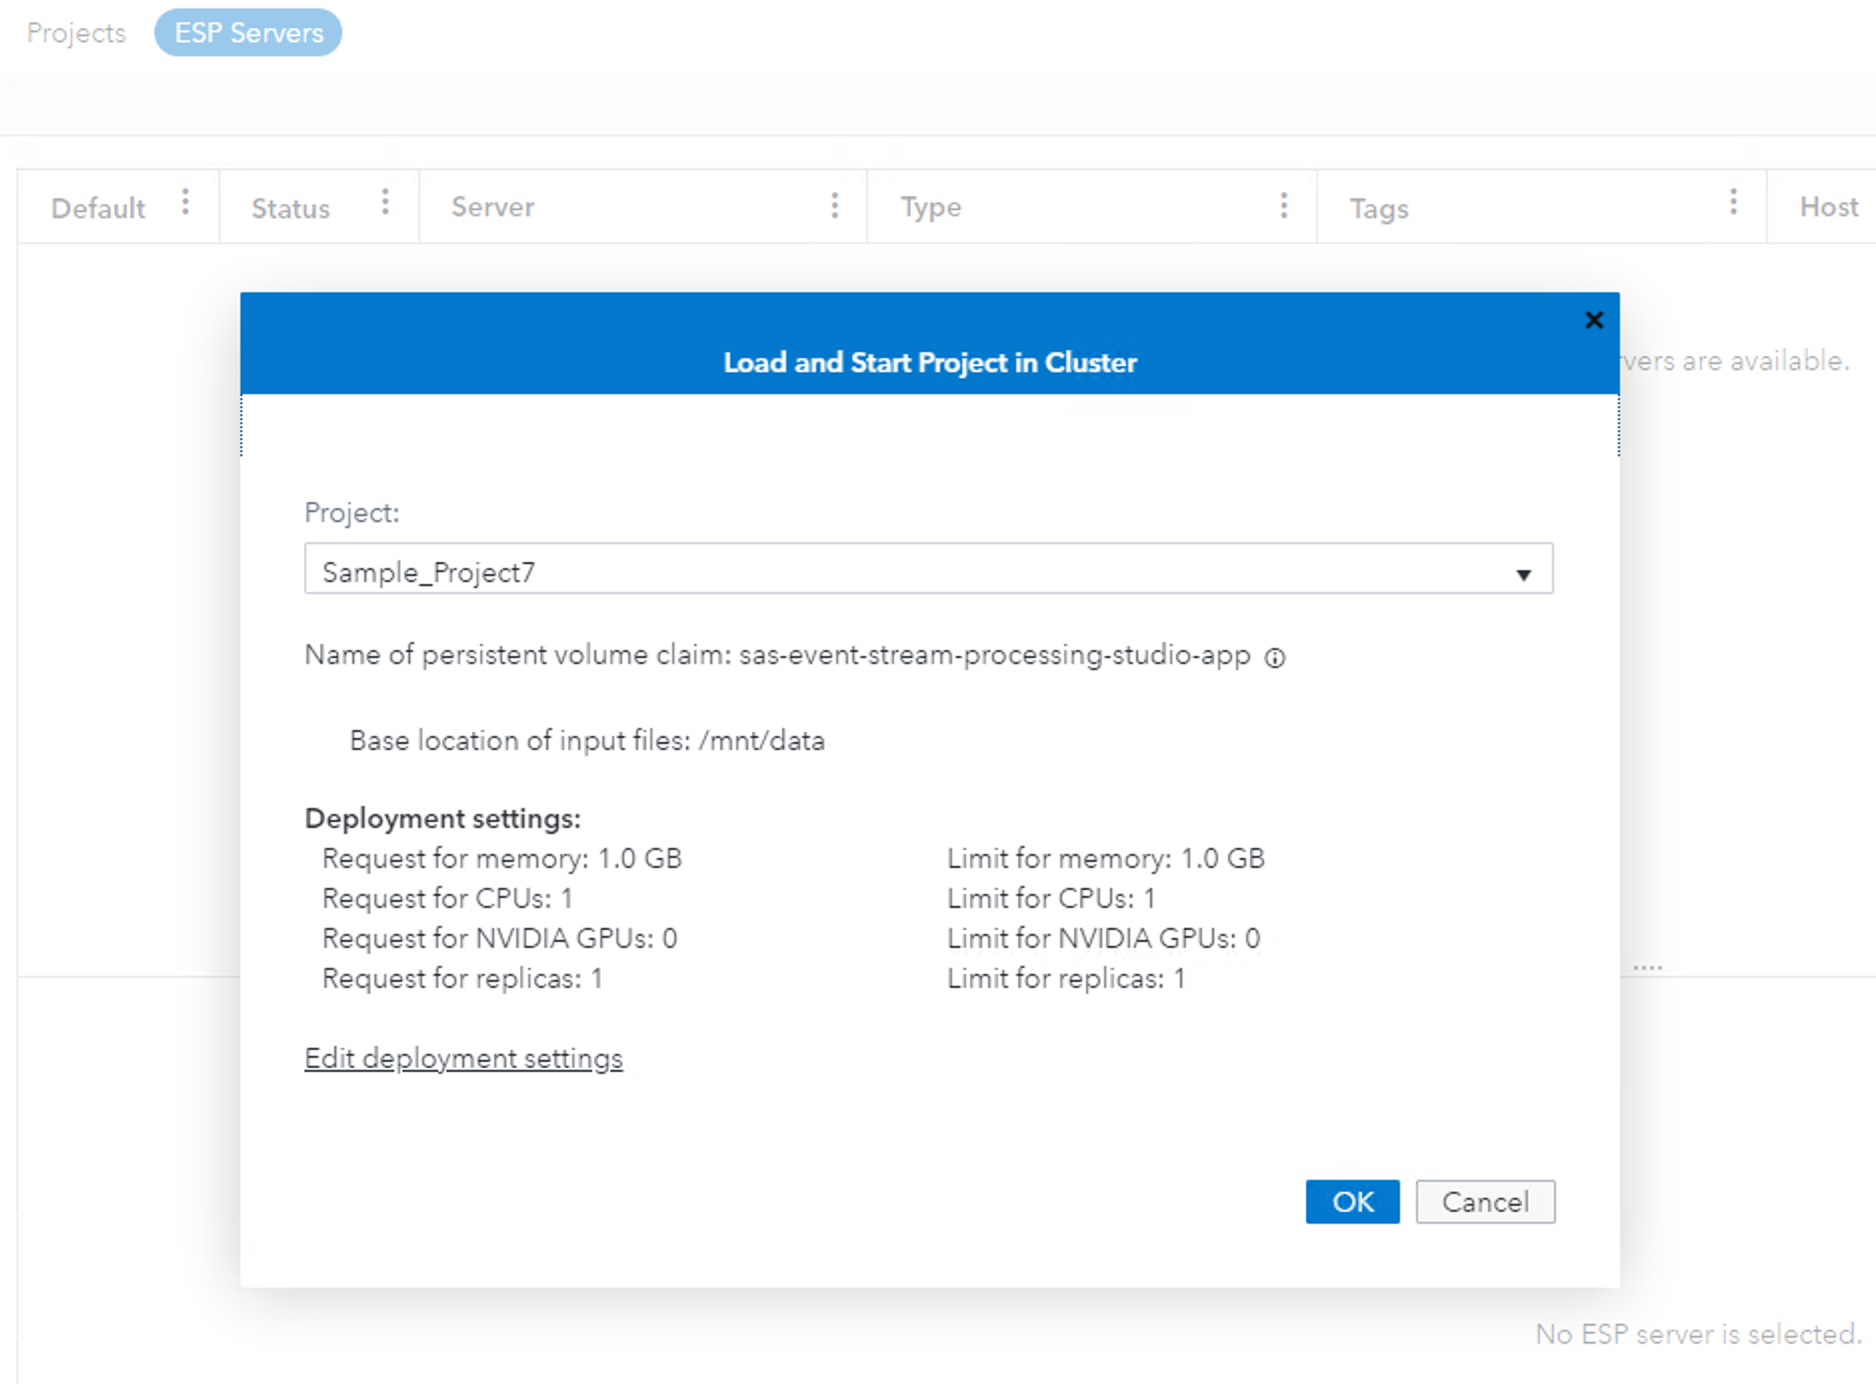 Projects ESP Servers
Default Status Server Type Tags Host
Load and Start Project in Cluster
vers are available.
Project:
Sample_Project7
Name of persistent volume claim: sas-event-stream-processing-studio-app
Base location of input files: /mnt/data
Deployment settings:
Request for memory: 1.0 GB Limit for memory: 1.0 GB
Request for CPUs: 1 Limit for CPUs: 1
Request for NVIDIA GPUs: 0 Limit for NVIDIA GPUs: 0
Request for replicas: 1 Limit for replicas: 1
Edit deployment settings
OK Cancel
No ESP server is selected.